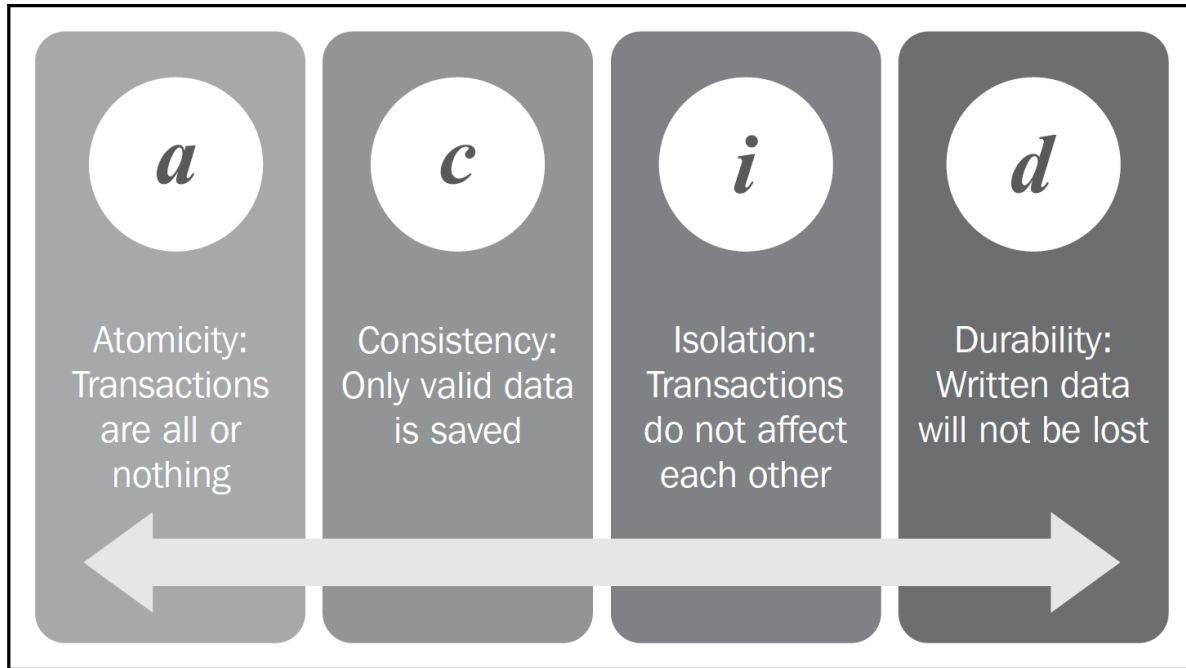 a
Atomicity:
Transactions
are all or
nothing
c
Consistency:
Only valid data
is saved
i
Isolation:
Transactions
do not affect
each other
d
Durability:
Written data
will not be lost